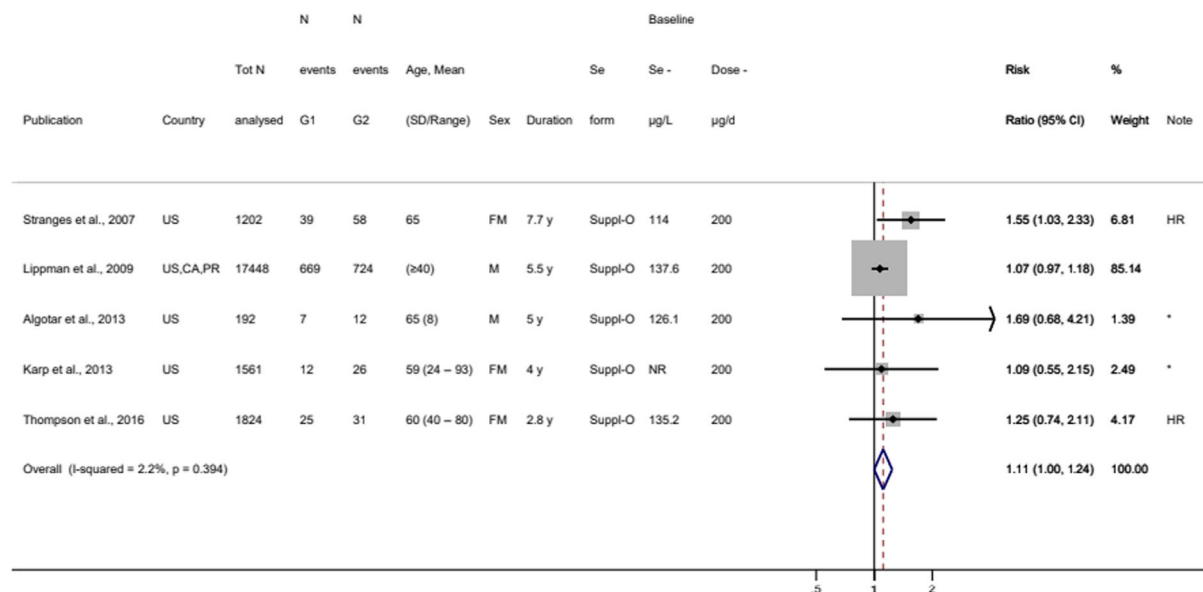 N N Baseline
Tot N events events Age, Mean Se Se - Dose - Risk %
Publication Country analysed G1 G2 (SD/Range) Sex Duration form µg/L µg/d Ratio (95% CI) Weight Note
Stranges et al., 2007 US 1202 39 58 65 FM 7.7 y Suppl-O 114 200 1.55 (1.03, 2.33) 6.81 HR
Lippman et al., 2009 US,CA,PR 17448 669 724 (≥40) M 5.5 y Suppl-O 137.6 200 1.07 (0.97, 1.18) 85.14
Algotar et al., 2013 US 192 7 12 65 (8) M 5 y Suppl-O 126.1 200 1.69 (0.68, 4.21) 1.39 *
Karp et al., 2013 US 1561 12 26 59 (24 – 93) FM 4 y Suppl-O NR 200 1.09 (0.55, 2.15) 2.49 *
Thompson et al., 2016 US 1824 25 31 60 (40 – 80) FM 2.8 y Suppl-O 135.2 200 1.25 (0.74, 2.11) 4.17 HR
Overall (I-squared = 2.2%, p = 0.394) 1.11 (1.00, 1.24) 100.00
.5 1 2